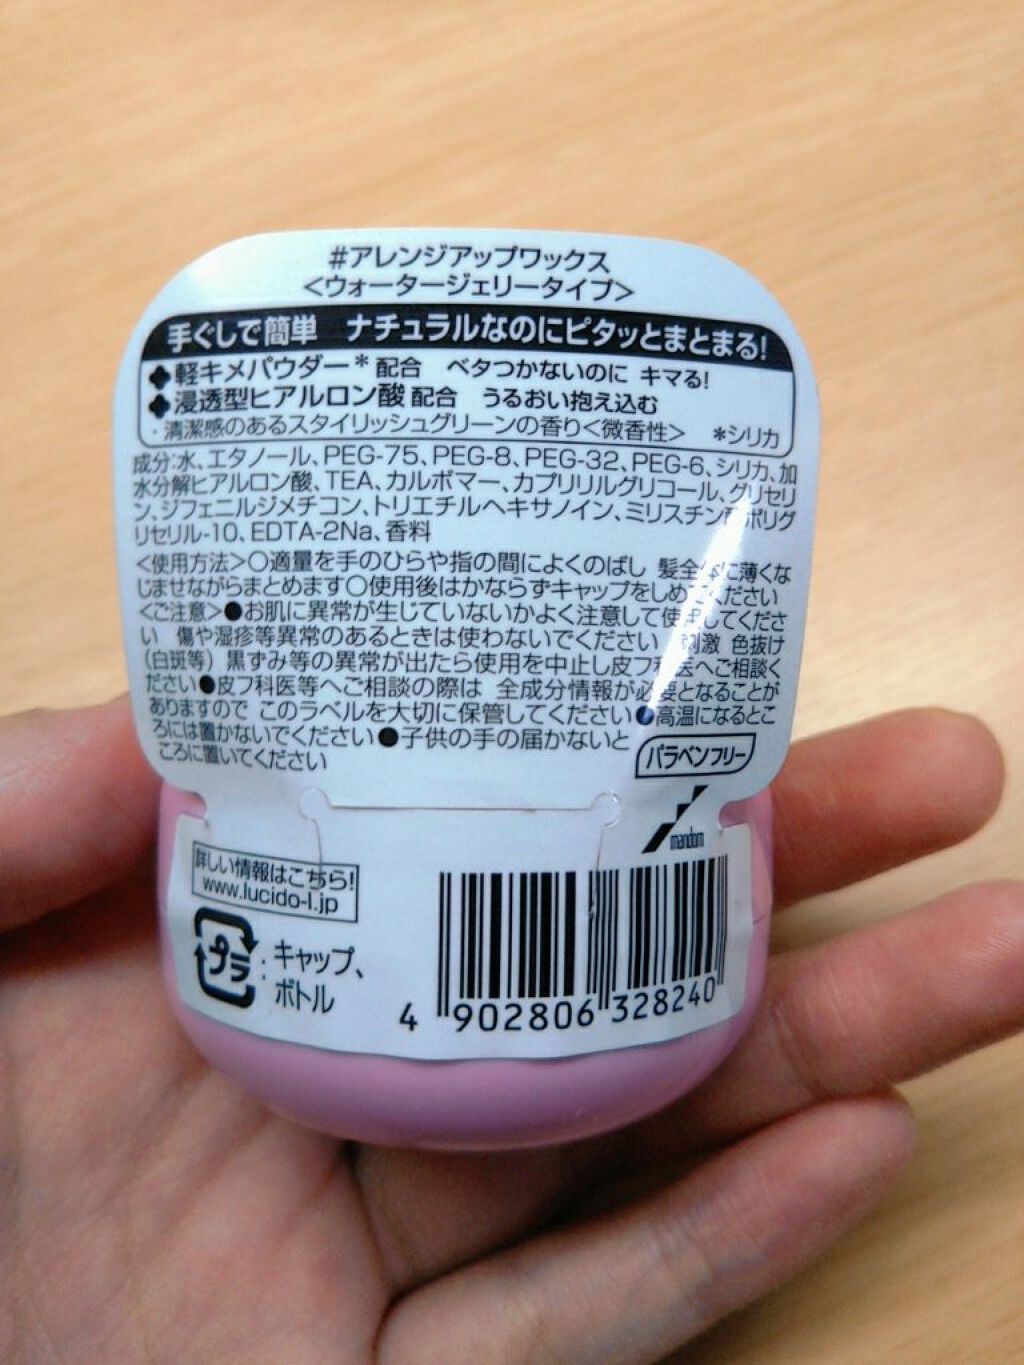 #アレンジアップワックス
<ウォータージェリータイプ>
手ぐしで簡単 ナチュラルなのにピタッとまとまる!
軽キメパウダー*配合 ベタつかないのに キマる!
浸透型ヒアルロン酸配合 うるおい抱え込む
・清潔感のあるスタイリッシュグリーンの香り<微香性> *シリカ
成分:水、エタノール、PEG-75、PEG-8、PEG-32、PEG-6、シリカ、加
水分解ヒアルロン酸、TEA、カルボマー、カプリリルグリコール、グリセリ
ン、ジフェニルジメチコン、トリエチルヘキサノイン、ミリスチン酸ポリグ
リセリル-10、EDTA-2Na、香料
<使用方法>○適量を手のひらや指の間によくのばし 髪全体に薄くな
じませながらまとめます○使用後はかならずキャップをしめてください
<ご注意>●お肌に異常が生じていないかよく注意して使用してくださ
い 傷や湿疹等異常のあるときは使わないでください 刺激 色抜け
(白斑等) 黒ずみ等の異常が出たら使用を中止し皮フ科医へご相談く
ださい●皮フ科医等へご相談の際は 全成分情報が必要となることが
ありますので このラベルを大切に保管してください●高温になるとこ
ろには置かないでください●子供の手の届かないと
ころに置いてください
パラベンフリー
mandom
詳しい情報はこちら!
www.lucido-l.jp
プラ
: キャップ、
ボトル
4 902806 328240